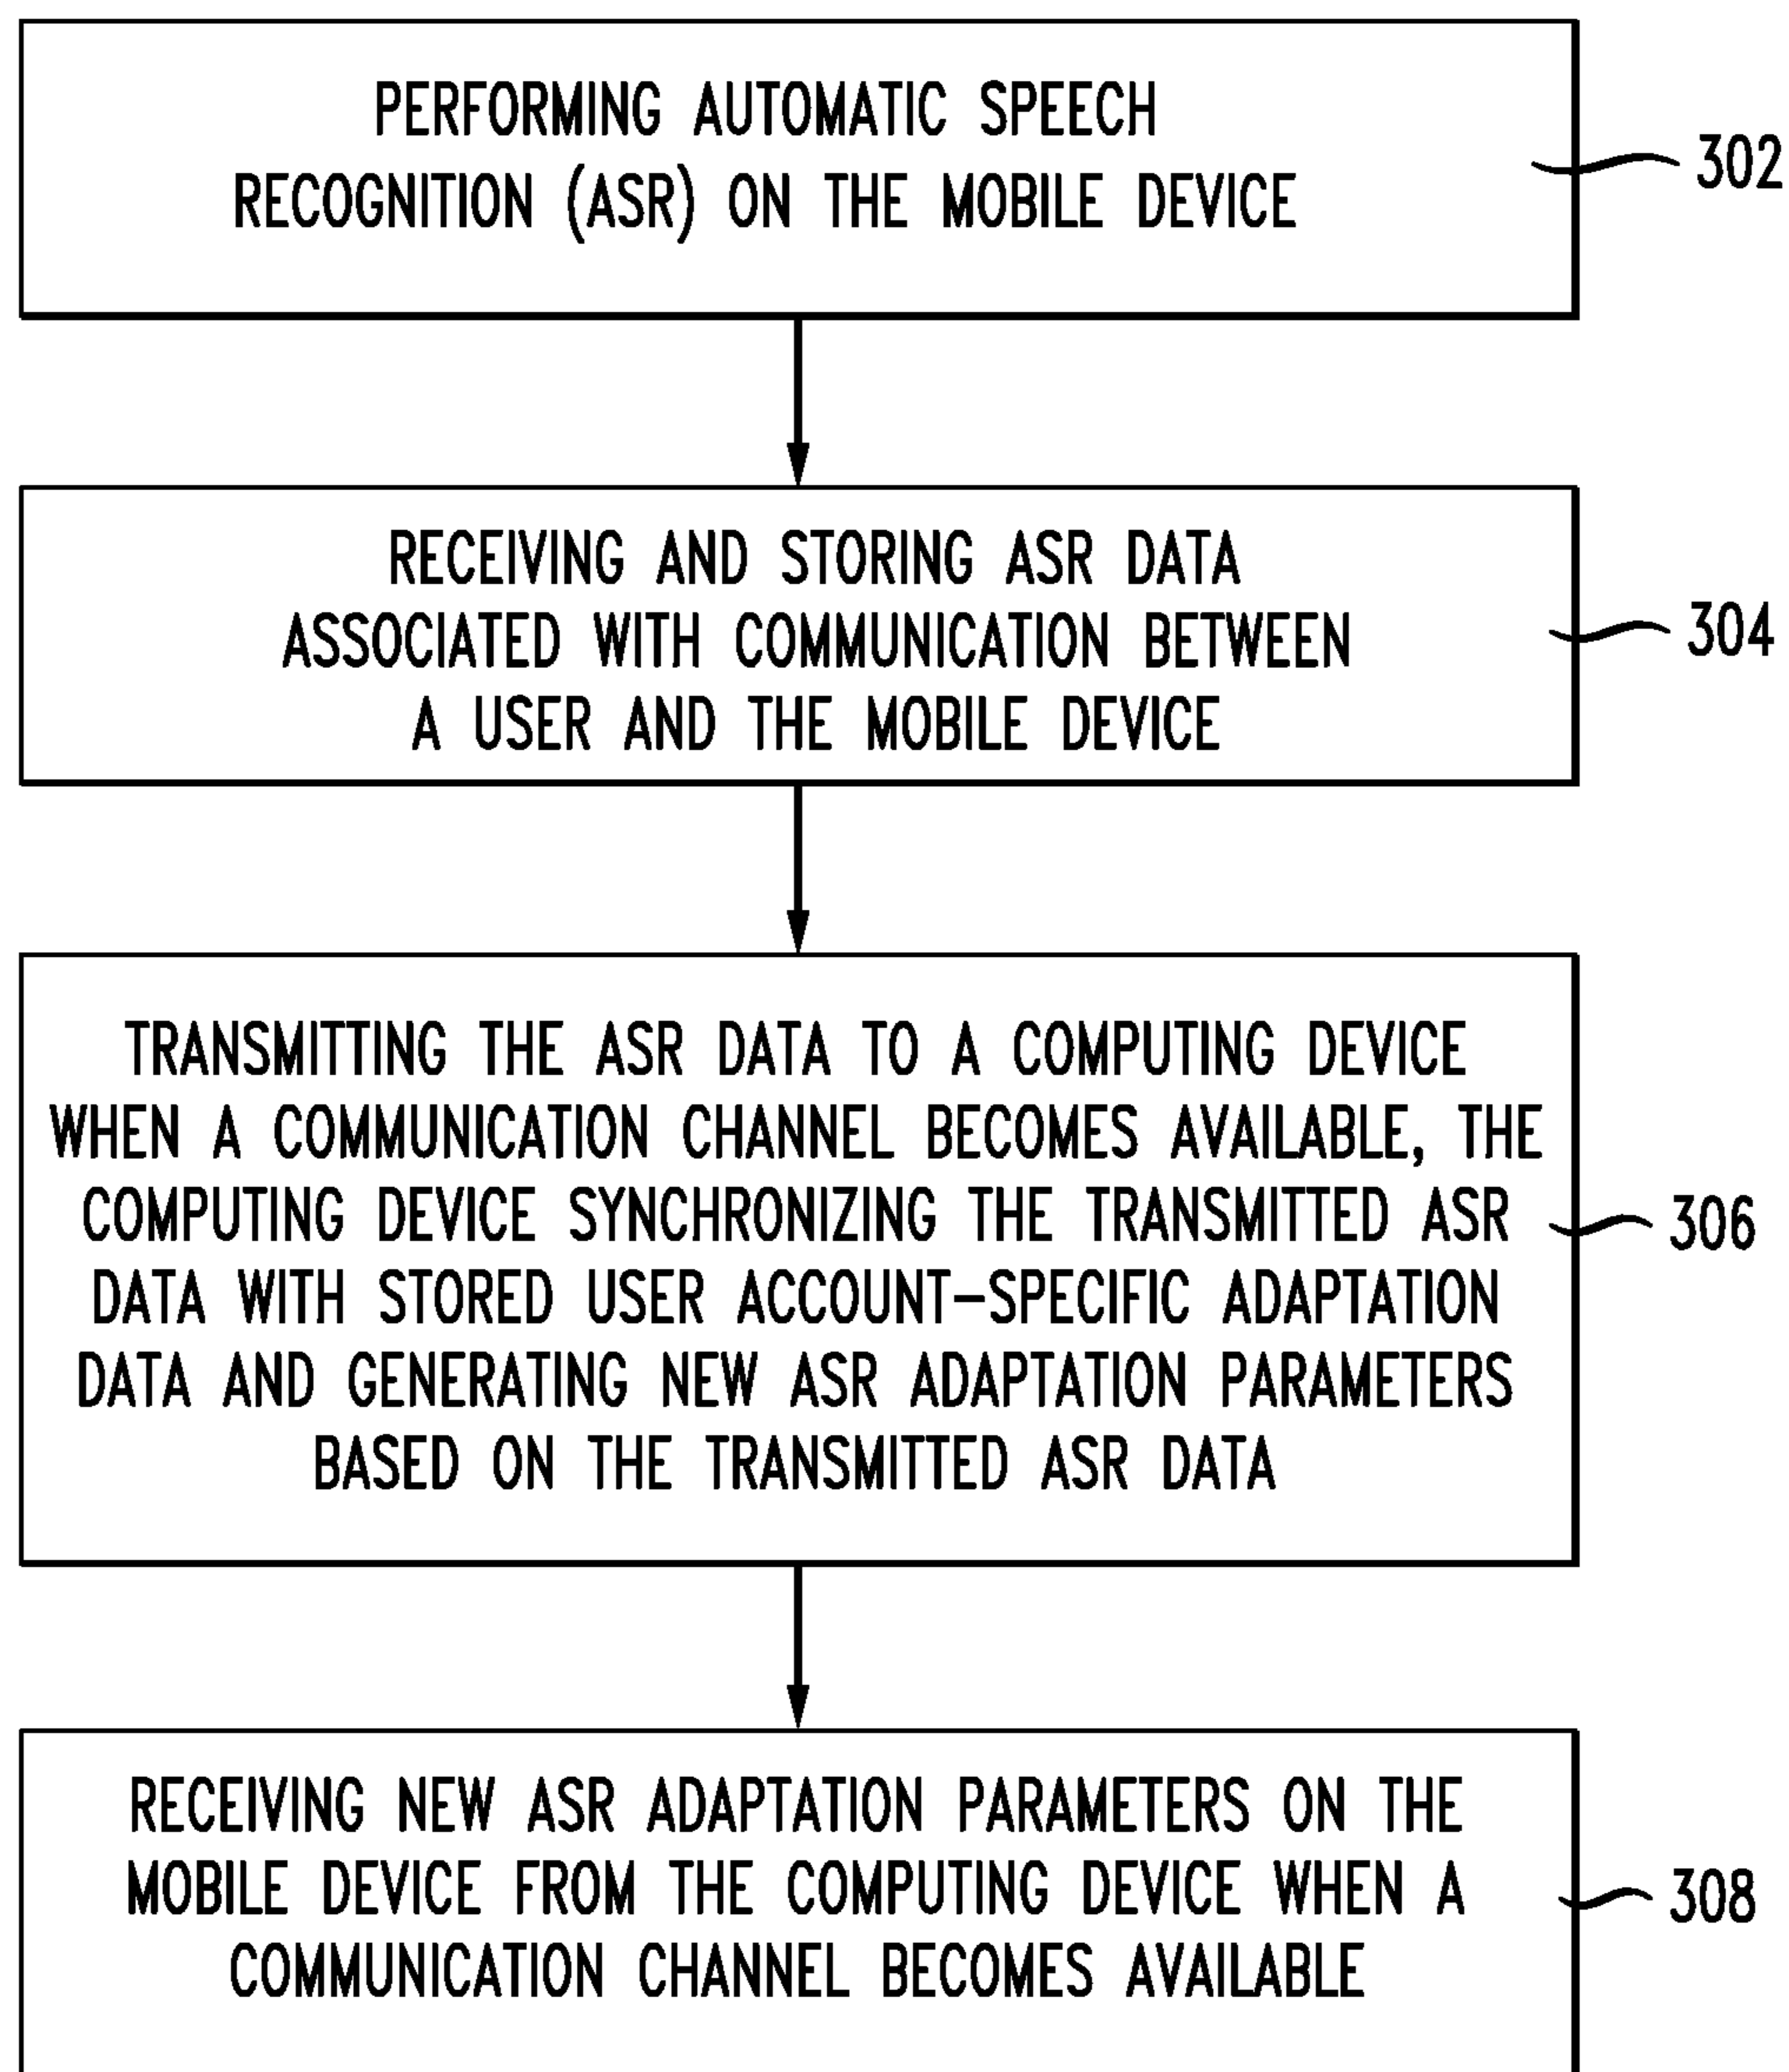 PERFORMING AUTOMATIC SPEECH
RECOGNITION (ASR) ON THE MOBILE DEVICE
302
RECEIVING AND STORING ASR DATA
ASSOCIATED WITH COMMUNICATION BETWEEN
A USER AND THE MOBILE DEVICE
304
TRANSMITTING THE ASR DATA TO A COMPUTING DEVICE
WHEN A COMMUNICATION CHANNEL BECOMES AVAILABLE, THE
COMPUTING DEVICE SYNCHRONIZING THE TRANSMITTED ASR
DATA WITH STORED USER ACCOUNT-SPECIFIC ADAPTATION
DATA AND GENERATING NEW ASR ADAPTATION PARAMETERS
BASED ON THE TRANSMITTED ASR DATA
306
RECEIVING NEW ASR ADAPTATION PARAMETERS ON THE
MOBILE DEVICE FROM THE COMPUTING DEVICE WHEN A
COMMUNICATION CHANNEL BECOMES AVAILABLE
308